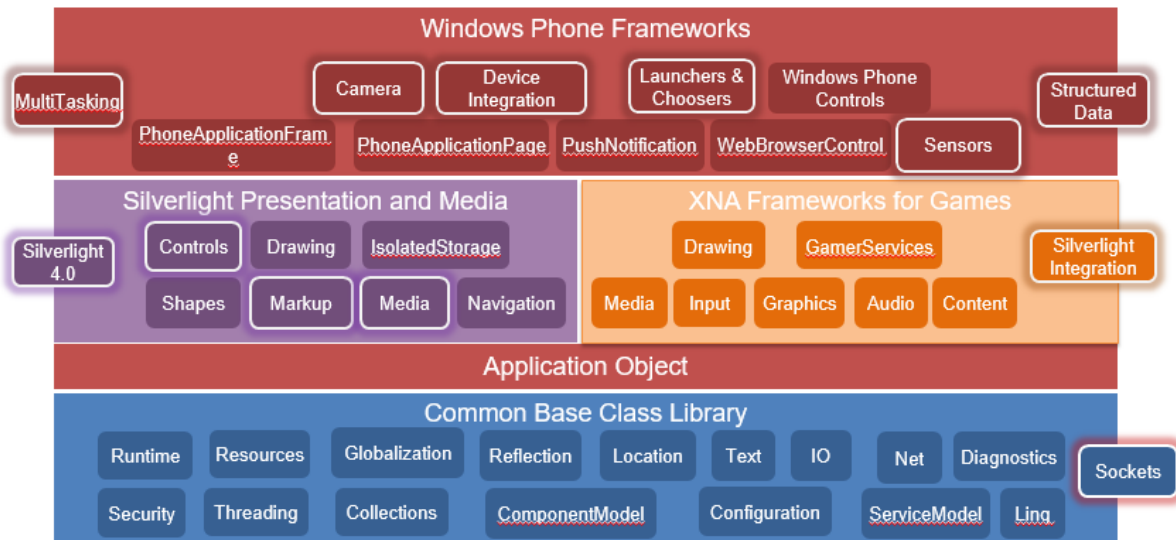 Windows Phone Frameworks
MultiTasking
Camera
Device
Integration
Launchers &
Choosers
Windows Phone
Controls
Structured
Data
PhoneApplicationFram
e
PhoneApplicationPage
PushNotification
WebBrowserControl
Sensors
Silverlight Presentation and Media
Silverlight
4.0
Controls
Drawing
IsolatedStorage
Shapes
Markup
Media
Navigation
XNA Frameworks for Games
Drawing
GamerServices
Silverlight
Integration
Media
Input
Graphics
Audio
Content
Application Object
Common Base Class Library
Runtime
Resources
Globalization
Reflection
Location
Text
IO
Net
Diagnostics
Sockets
Security
Threading
Collections
ComponentModel
Configuration
ServiceModel
Linq